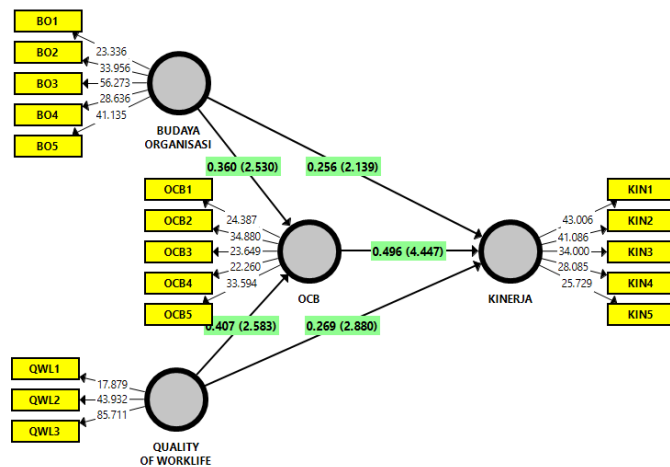 BO1
BO2
BO3
BO4
BO5
23.336
33.956
56.273
28.636
41.135
BUDAYA
ORGANISASI
0.360 (2.530)
0.256 (2.139)
OCB1
OCB2
OCB3
OCB4
OCB5
24.387
34.880
23.649
22.260
33.594
OCB
0.496 (4.447)
KINERJA
43.006
41.086
34.000
28.085
25.729
KIN1
KIN2
KIN3
KIN4
KIN5
0.407 (2.583)
0.269 (2.880)
QWL1
QWL2
QWL3
17.879
43.932
85.711
QUALITY
OF WORKLIFE